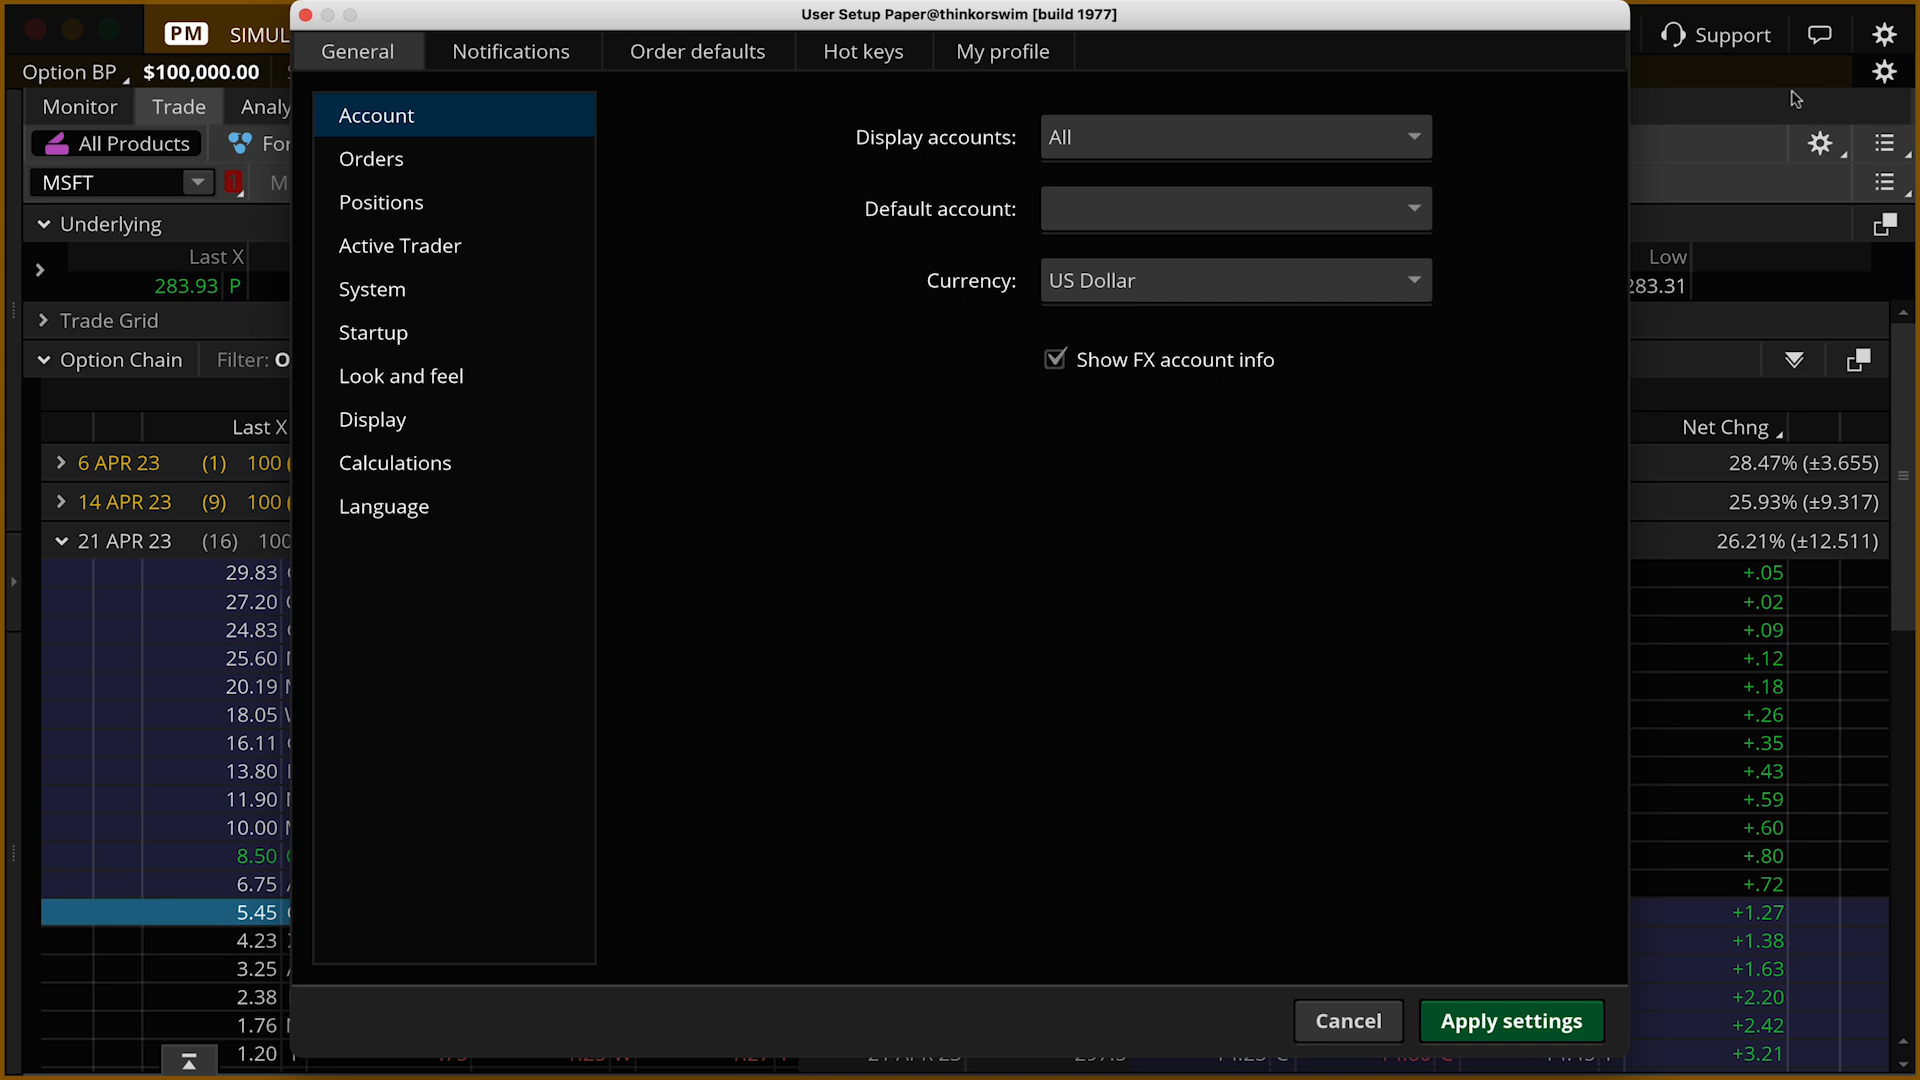 User Setup Paper@thinkorswim [build 1977]
PM SIMUL
Support
General Notifications Order defaults Hot keys My profile
Option BP $100,000.00
Monitor Trade Analy
Account
All Products For
Display accounts: All
Orders
MSFT 1 M
Positions
Default account:
Underlying
Active Trader
Last X Low
283.93 P 283.31
Currency: US Dollar
System
Trade Grid
Startup
Option Chain Filter:
Show FX account info
Look and feel
Display
Last X Net Chng
6 APR 23 (1) 100 28.47% (±3.655)
Calculations
14 APR 23 (9) 100 25.93% (±9.317)
Language
21 APR 23 (16) 100 26.21% (±12.511)
29.83 +.05
27.20 +.02
24.83 +.09
25.60 +.12
20.19 +.18
18.05 +.26
16.11 +.35
13.80 +.43
11.90 +.59
10.00 +.60
8.50 +.80
6.75 +.72
5.45 +1.27
4.23 +1.38
3.25 +1.63
2.38 +2.20
Cancel Apply settings
1.76 +2.42
1.20 +3.21